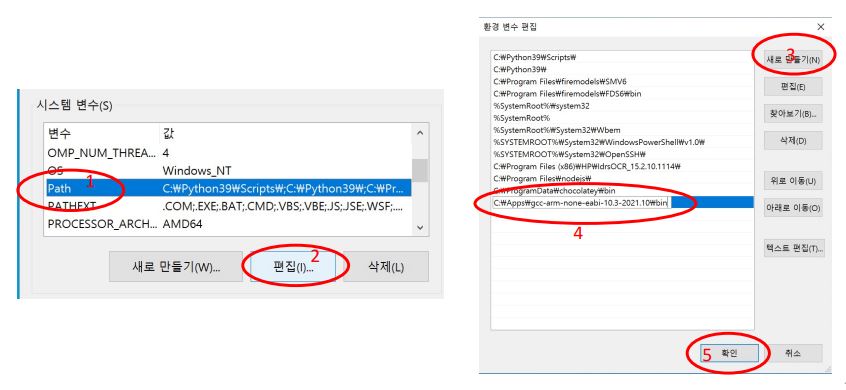 시스템 변수(S)
변수 값
OMP_NUM_THREA... 4
OS Windows_NT
Path C:₩Python39₩Scripts₩;C:₩Python39₩;C:₩Pr...
1
PATHEXT .COM;.EXE;.BAT;.CMD;.VBS;.VBE;.JS;.JSE;.WSF;....
PROCESSOR_ARCH... AMD64
새로 만들기(W)... 편집(I)... 삭제(L)
2
환경 변수 편집
C:₩Python39₩Scripts₩
C:₩Python39₩
C:₩Program Files₩firemodels₩SMV6
C:₩Program Files₩firemodels₩FDS6₩bin
%SystemRoot%₩system32
%SystemRoot%
%SystemRoot%₩System32₩Wbem
%SYSTEMROOT%₩System32₩WindowsPowerShell₩v1.0₩
%SYSTEMROOT%₩System32₩OpenSSH₩
C:₩Program Files (x86)₩HP₩IdrsOCR_15.2.10.1114₩
C:₩Program Files₩nodejs₩
C:₩ProgramData₩chocolatey₩bin
C:₩Apps₩gcc-arm-none-eabi-10.3-2021.10₩bin
4
새로 만들기(N)
3
편집(E)
찾아보기(B)...
삭제(D)
위로 이동(U)
아래로 이동(O)
텍스트 편집(T)...
5
확인
취소